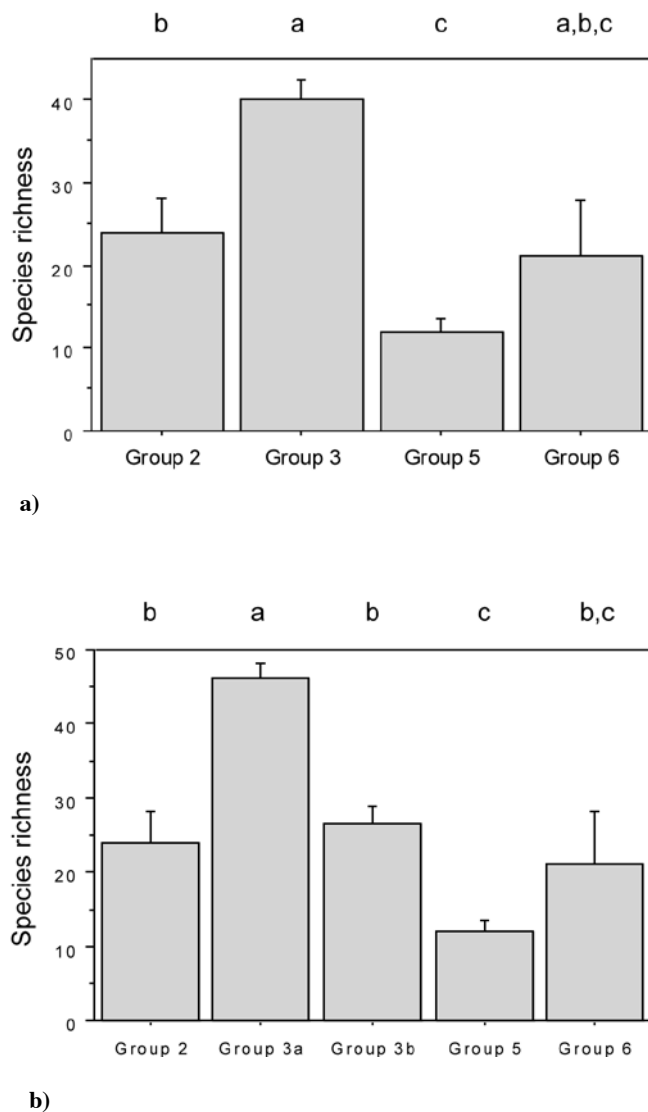 b a c a,b,c
Species richness
40
30
20
10
0
Group 2 Group 3 Group 5 Group 6
a)
b a b c b,c
Species richness
50
40
30
20
10
0
Group 2 Group 3a Group 3b Group 5 Group 6
b)